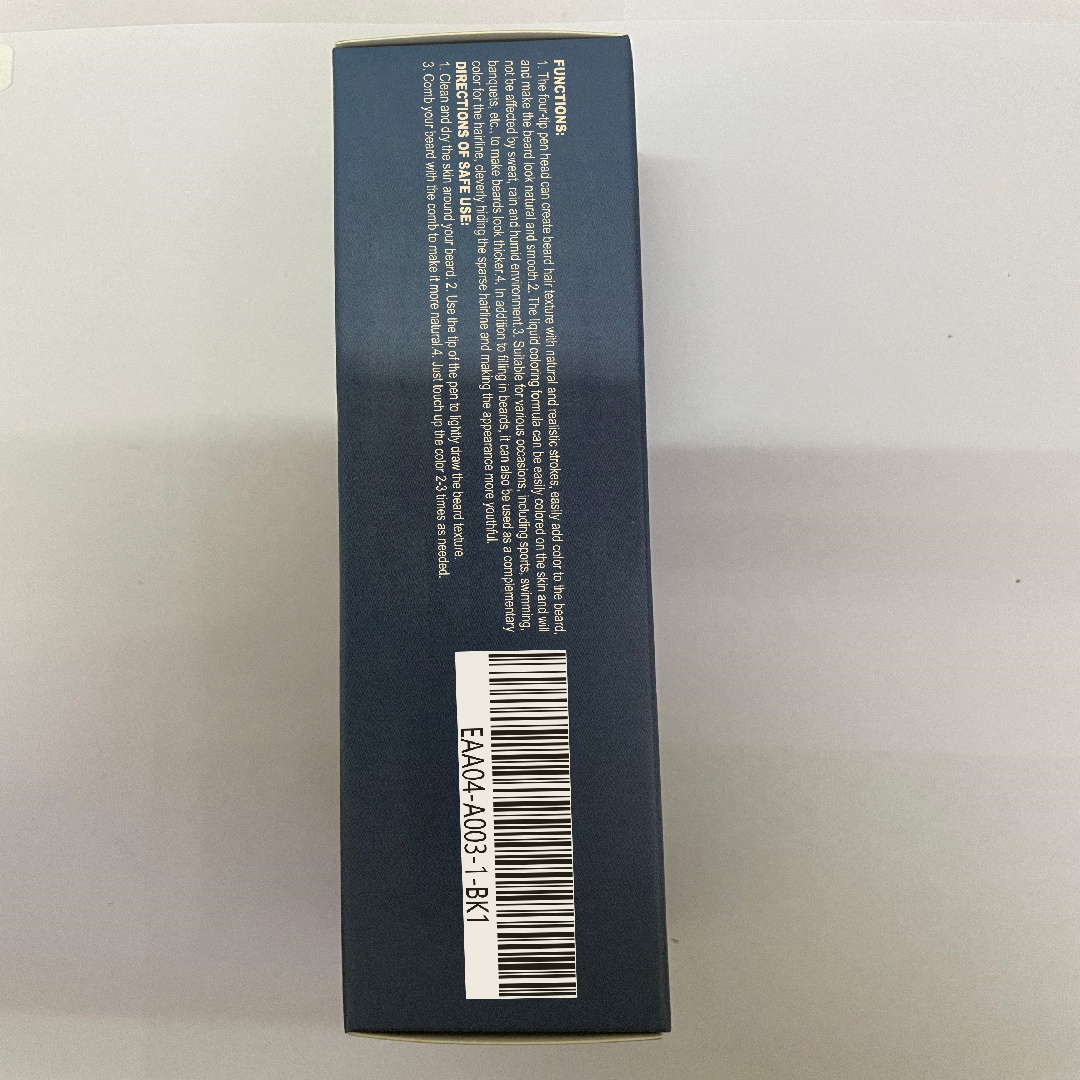 FUNCTIONS:
1. The four-tip pen head can create beard hair texture with natural and realistic strokes, easily add color to the beard,
and make the beard look natural and smooth.2. The liquid coloring formula can be easily colored on the skin and will
not be affected by sweat, rain and humid environment.3. Suitable for various occasions, including sports, swimming,
banquets, etc., to make beards look thicker.4. In addition to filling in beards, it can also be used as a complementary
color for the hairline, cleverly hiding the sparse hairline and making the appearance more youthful.
DIRECTIONS OF SAFE USE:
1. Clean and dry the skin around your beard. 2. Use the tip of the pen to lightly draw the beard texture.
3. Comb your beard with the comb to make it more natural.4. Just touch up the color 2-3 times as needed.
EAA04-A003-1-BK1